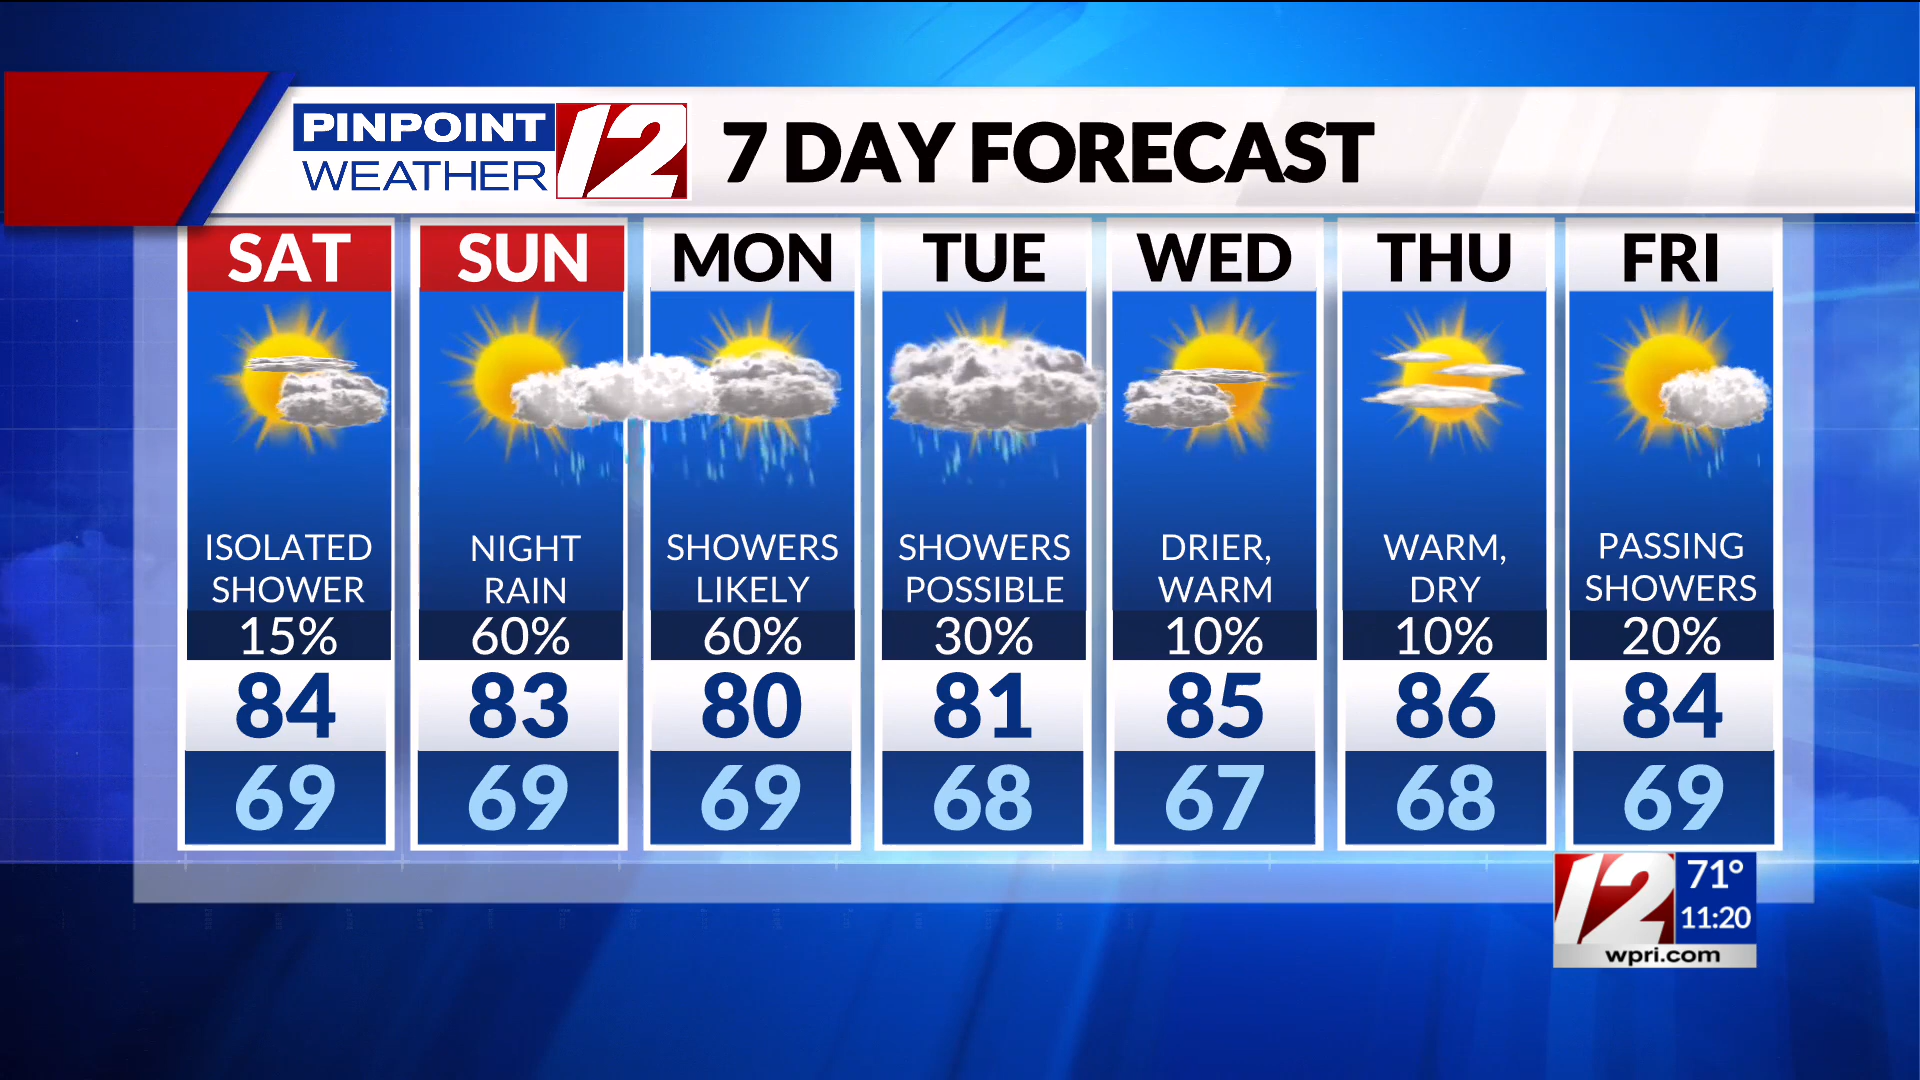 PINPOINT
WEATHER 12
7 DAY FORECAST
SAT
ISOLATED
SHOWER
15%
84
69
SUN
NIGHT
RAIN
60%
83
69
MON
SHOWERS
LIKELY
60%
80
69
TUE
SHOWERS
POSSIBLE
30%
81
68
WED
DRIER,
WARM
10%
85
67
THU
WARM,
DRY
10%
86
68
FRI
PASSING
SHOWERS
20%
84
69
12
71°
11:20
wpri.com